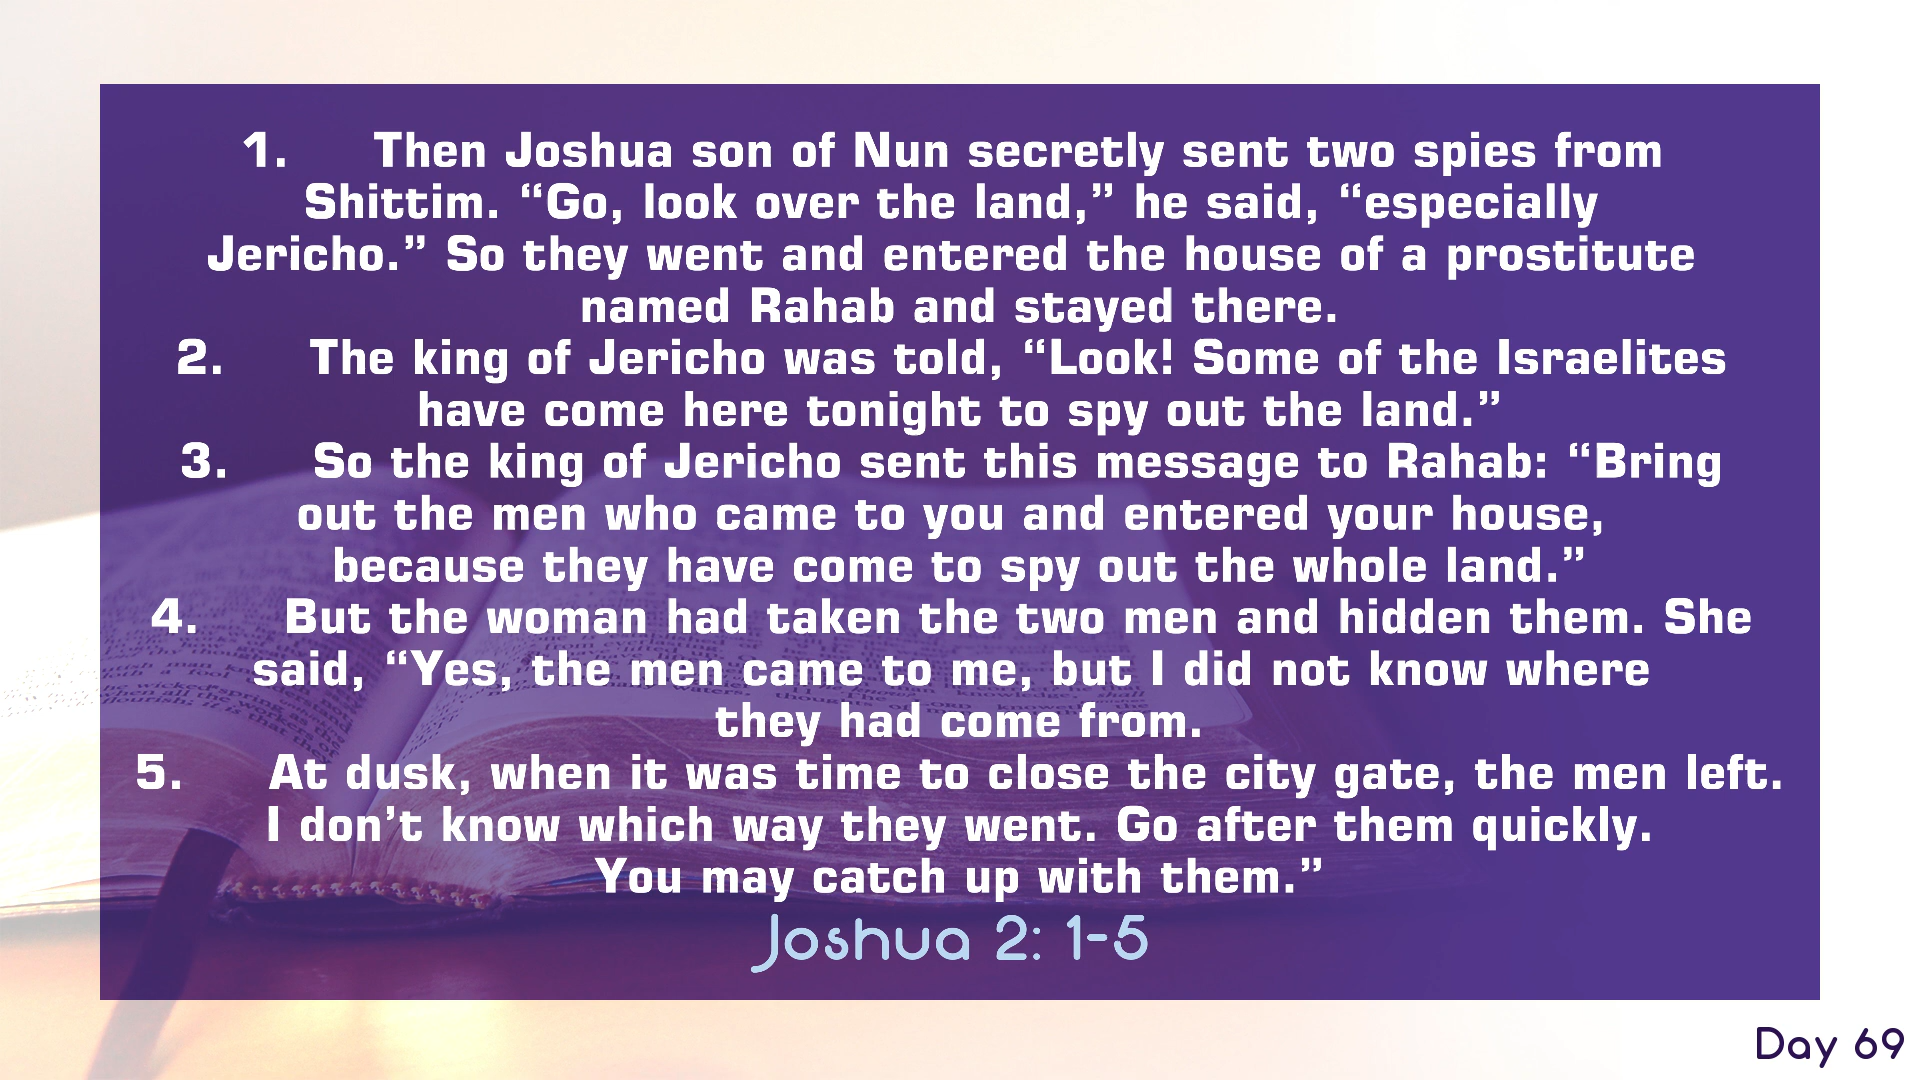 1. Then Joshua son of Nun secretly sent two spies from
Shittim. “Go, look over the land,” he said, “especially
Jericho.” So they went and entered the house of a prostitute
named Rahab and stayed there.
2. The king of Jericho was told, “Look! Some of the Israelites
have come here tonight to spy out the land.”
3. So the king of Jericho sent this message to Rahab: “Bring
out the men who came to you and entered your house,
because they have come to spy out the whole land.”
4. But the woman had taken the two men and hidden them. She
said, “Yes, the men came to me, but I did not know where
they had come from.
5. At dusk, when it was time to close the city gate, the men left.
I don’t know which way they went. Go after them quickly.
You may catch up with them.”
Joshua 2: 1-5
Day 69